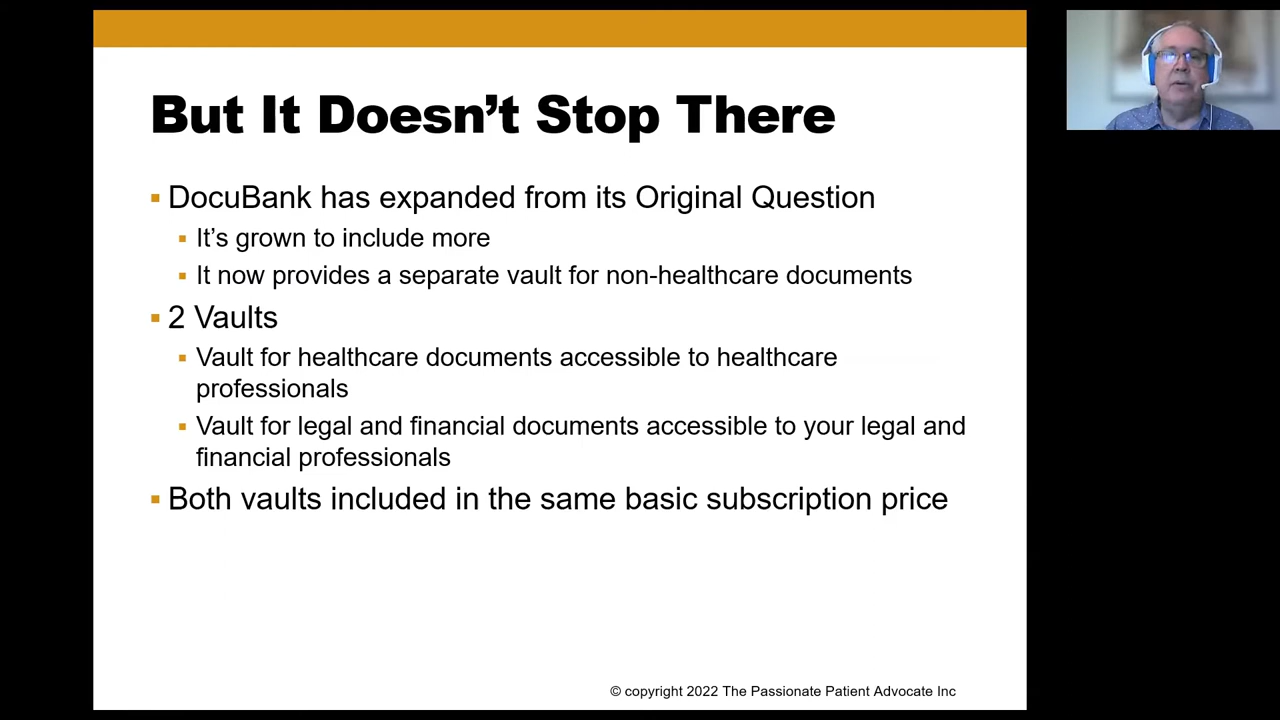 But It Doesn’t Stop There
DocuBank has expanded from its Original Question
It’s grown to include more
It now provides a separate vault for non-healthcare documents
2 Vaults
Vault for healthcare documents accessible to healthcare
professionals
Vault for legal and financial documents accessible to your legal and
financial professionals
Both vaults included in the same basic subscription price
© copyright 2022 The Passionate Patient Advocate Inc